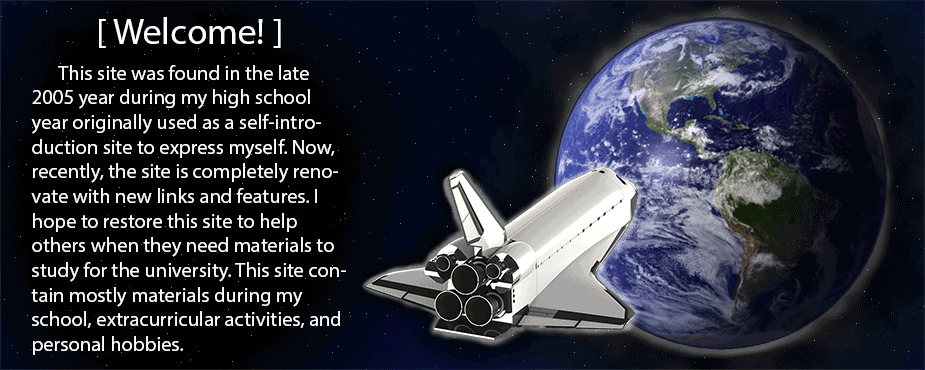 [ Welcome! ]
This site was found in the late
2005 year during my high school
year originally used as a self-intro-
duction site to express myself. Now,
recently, the site is completely reno-
vate with new links and features. I
hope to restore this site to help
others when they need materials to
study for the university. This site con-
tain mostly materials during my
school, extracurricular activities, and
personal hobbies.